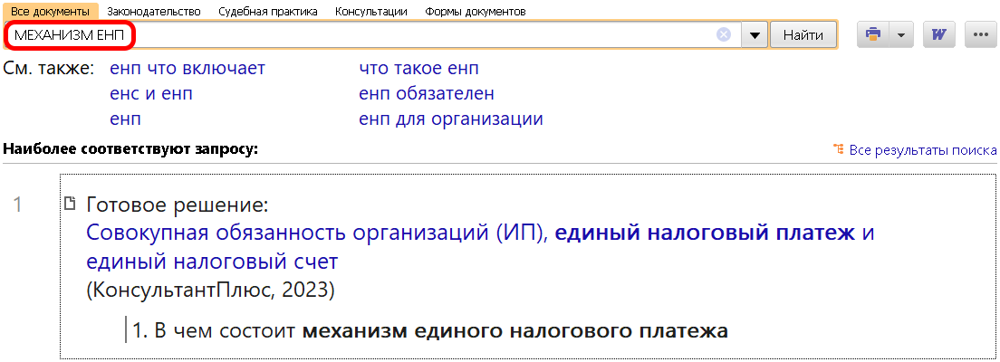 Все документы Законодательство Судебная практика Консультации Формы документов
МЕХАНИЗМ ЕНП Найти W
См. также: енп что включает что такое енп
енс и енп енп обязателен
енп енп для организации
Наиболее соответствуют запросу: Все результаты поиска
1 Готовое решение:
Совокупная обязанность организаций (ИП), единый налоговый платеж и
единый налоговый счет
(КонсультантПлюс, 2023)
1. В чем состоит механизм единого налогового платежа